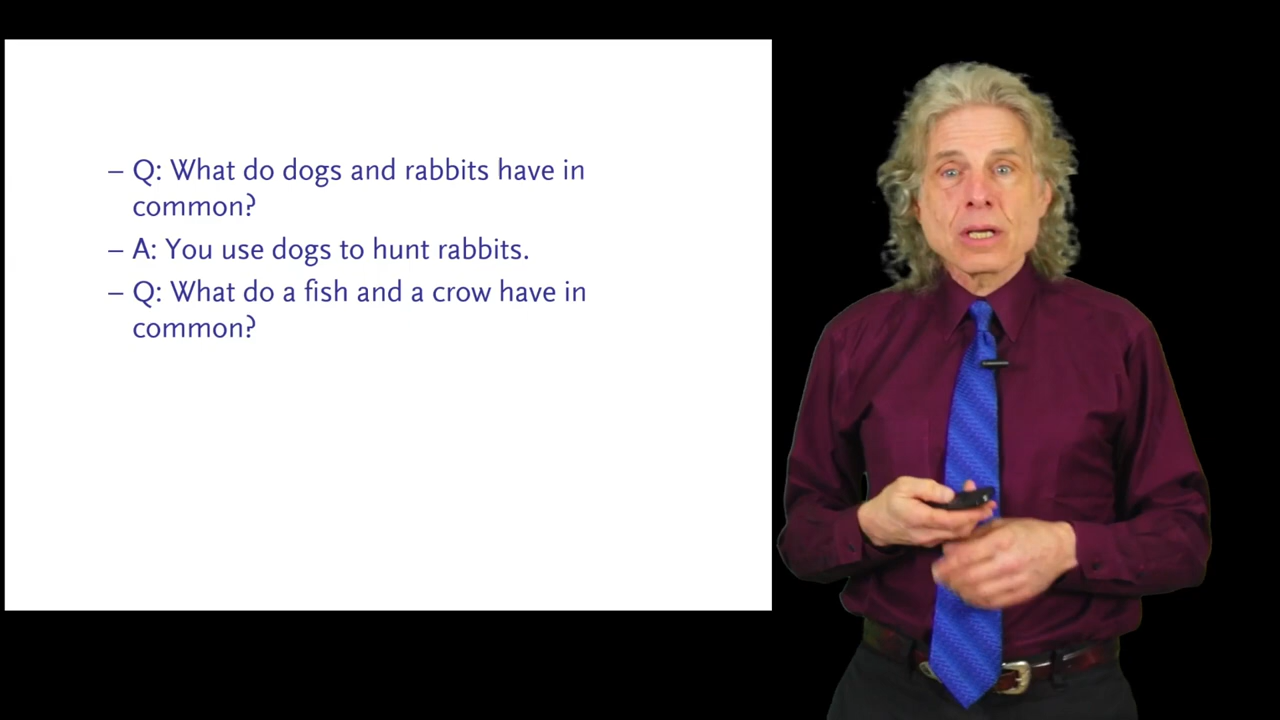 – Q: What do dogs and rabbits have in
common?
– A: You use dogs to hunt rabbits.
– Q: What do a fish and a crow have in
common?